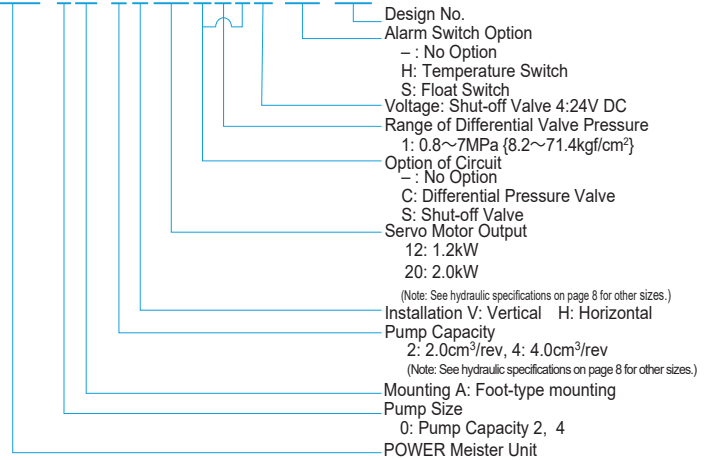 Design No.
Alarm Switch Option
– : No Option
H: Temperature Switch
S: Float Switch
Voltage: Shut-off Valve 4:24V DC
Range of Differential Valve Pressure
1: 0.8～7MPa {8.2～71.4kgf/cm²}
Option of Circuit
– : No Option
C: Differential Pressure Valve
S: Shut-off Valve
Servo Motor Output
12: 1.2kW
20: 2.0kW
(Note: See hydraulic specifications on page 8 for other sizes.)
Installation V: Vertical H: Horizontal
Pump Capacity
2: 2.0cm³/rev, 4: 4.0cm³/rev
(Note: See hydraulic specifications on page 8 for other sizes.)
Mounting A: Foot-type mounting
Pump Size
0: Pump Capacity 2, 4
POWER Meister Unit